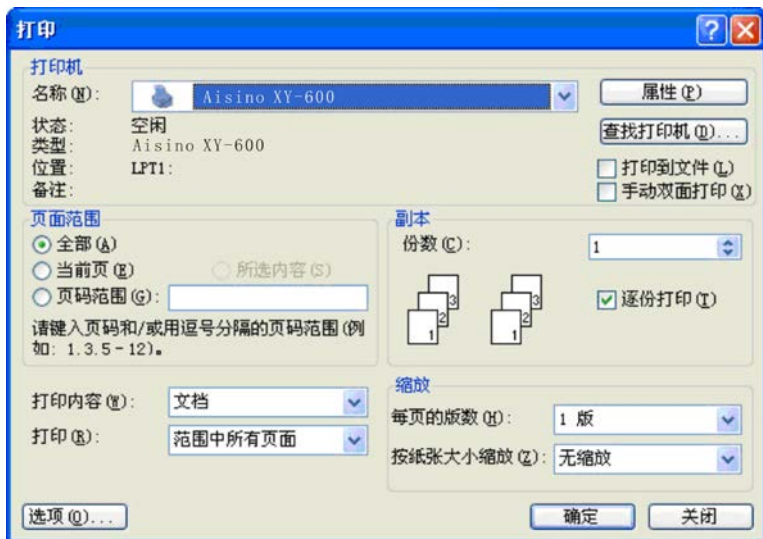 打印
打印机
名称(N): Aisino XY-600 属性(P)
状态: 空闲 查找打印机(D)...
类型: Aisino XY-600
位置: LPT1: 打印到文件(L)
备注: 手动双面打印(X)
页面范围
全部(A)
当前页(E) 所选内容(S)
页码范围(G):
请键入页码和/或用逗号分隔的页码范围(例
如: 1.3.5-12)。
副本
份数(C): 1
1 2 3 1 2 3
逐份打印(T)
打印内容(W): 文档
打印(R): 范围中所有页面
缩放
每页的版数(H): 1 版
按纸张大小缩放(Z): 无缩放
选项(O)... 确定 关闭